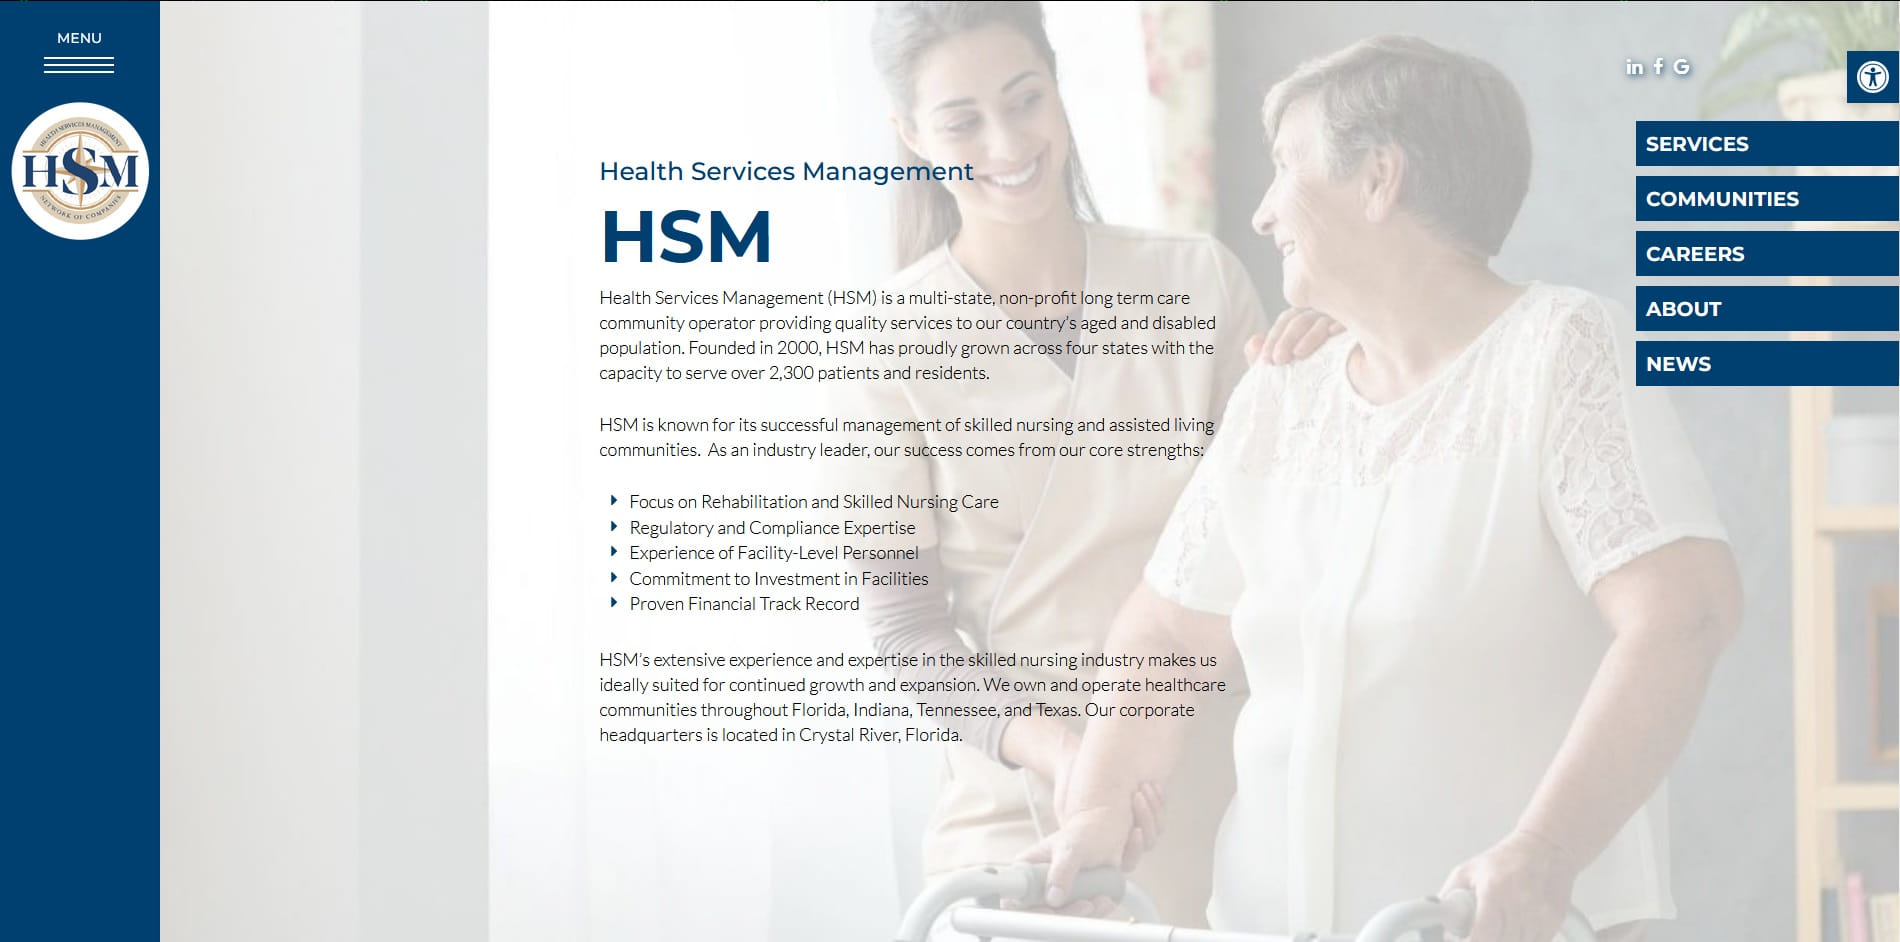 MENU
HEALTH SERVICES MANAGEMENT
HSM
NETWORK OF COMPANIES
SERVICES
COMMUNITIES
CAREERS
ABOUT
NEWS
Health Services Management
HSM
Health Services Management (HSM) is a multi-state, non-profit long term care
community operator providing quality services to our country's aged and disabled
population. Founded in 2000, HSM has proudly grown across four states with the
capacity to serve over 2,300 patients and residents.
HSM is known for its successful management of skilled nursing and assisted living
communities.  As an industry leader, our success comes from our core strengths:
Focus on Rehabilitation and Skilled Nursing Care
Regulatory and Compliance Expertise
Experience of Facility-Level Personnel
Commitment to Investment in Facilities
Proven Financial Track Record
HSM's extensive experience and expertise in the skilled nursing industry makes us
ideally suited for continued growth and expansion. We own and operate healthcare
communities throughout Florida, Indiana, Tennessee, and Texas. Our corporate
headquarters is located in Crystal River, Florida.